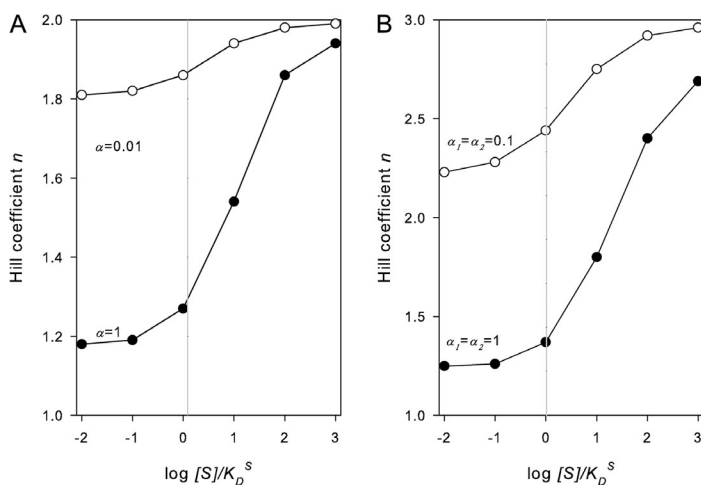 A
B
2.0
1.8
1.6
1.4
1.2
1.0
Hill coefficient n
α=0.01
α=1
-2 -1 0 1 2 3
log [S]/K_D^S
3.0
2.5
2.0
1.5
1.0
Hill coefficient n
α₁=α₂=0.1
α₁=α₂=1
-2 -1 0 1 2 3
log [S]/K_D^S